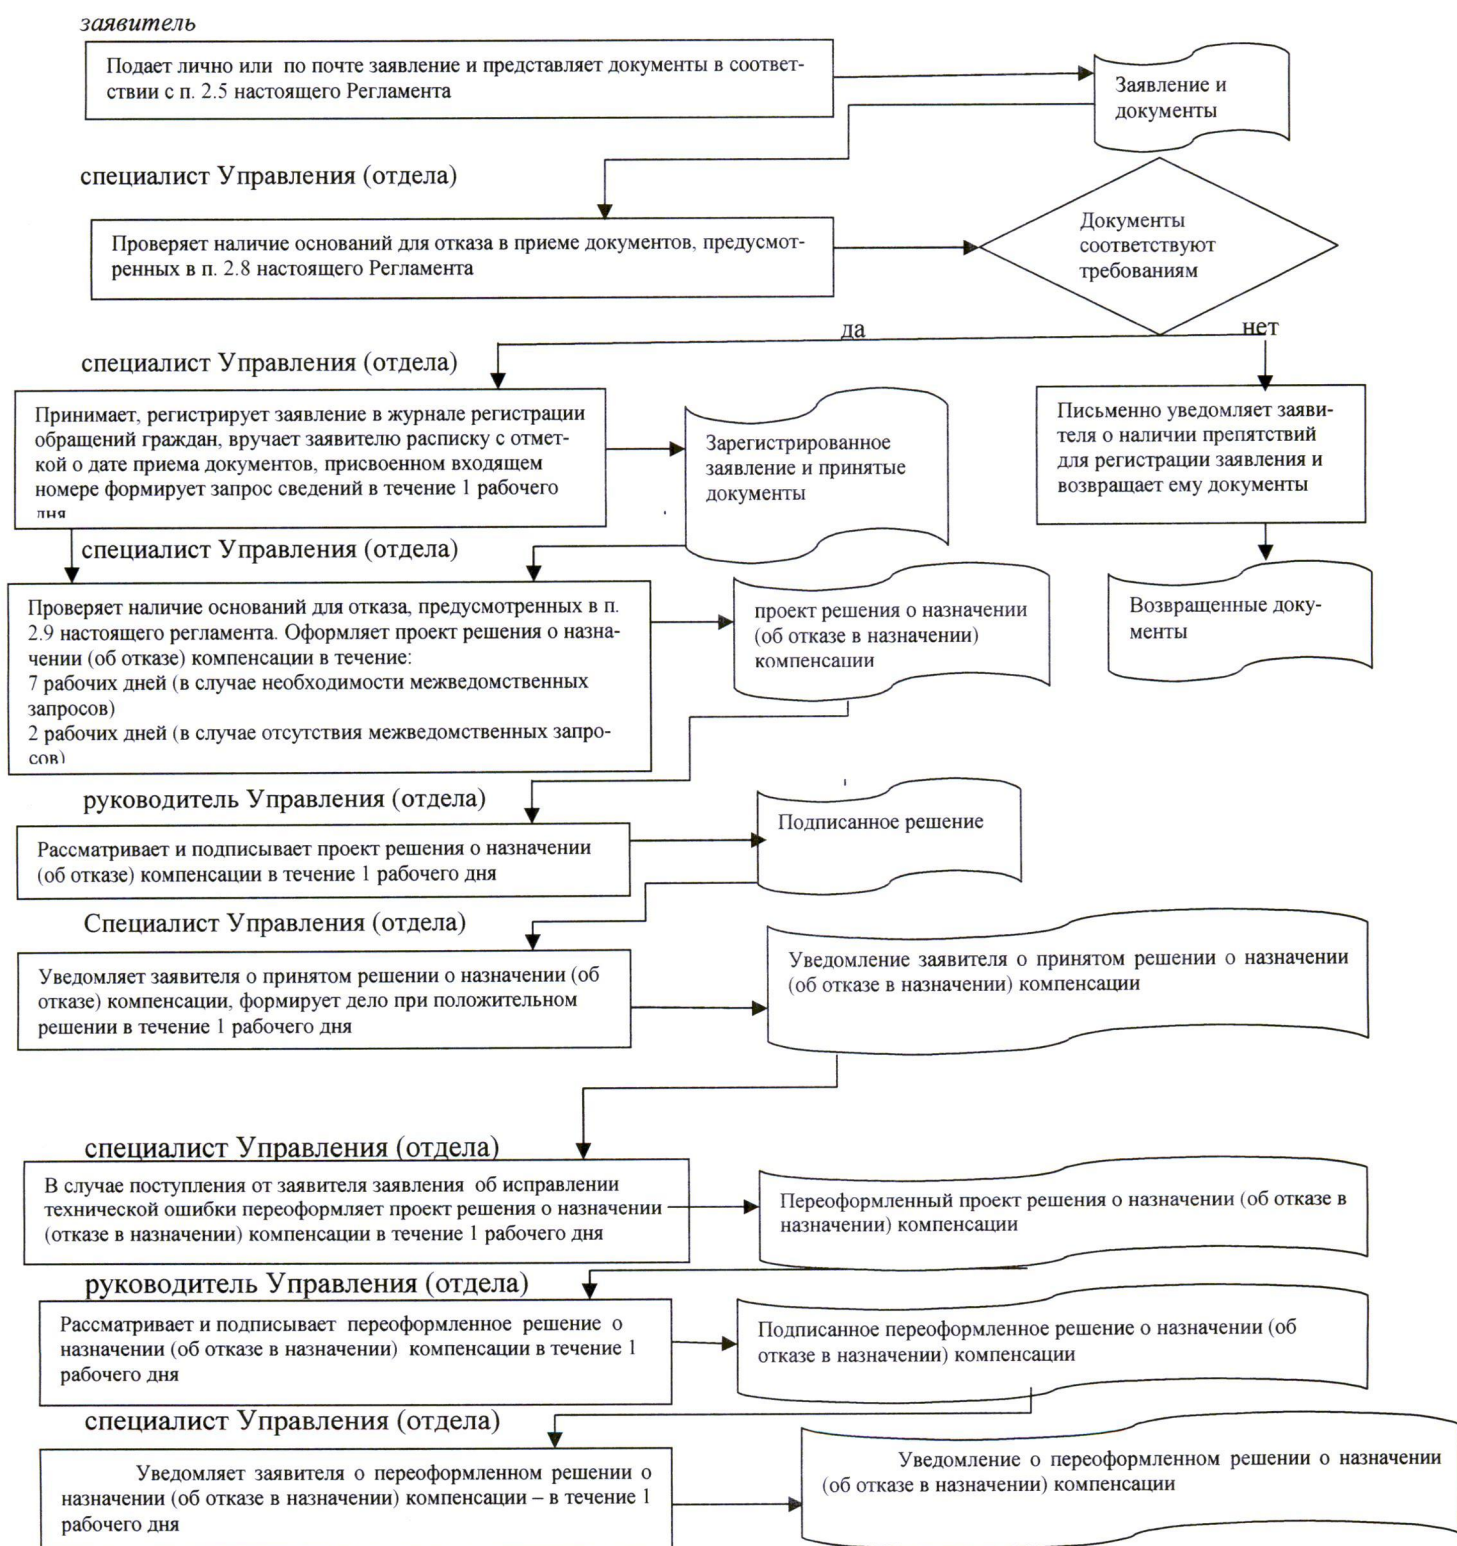 заявитель
Подает лично или по почте заявление и представляет документы в соответ-
ствии с п. 2.5 настоящего Регламента
Заявление и
документы
специалист Управления (отдела)
Проверяет наличие оснований для отказа в приеме документов, предусмот-
ренных в п. 2.8 настоящего Регламента
Документы
соответствуют
требованиям
да
нет
специалист Управления (отдела)
Принимает, регистрирует заявление в журнале регистрации
обращений граждан, вручает заявителю расписку с отмет-
кой о дате приема документов, присвоенном входящем
номере формирует запрос сведений в течение 1 рабочего
дня
Зарегистрированное
заявление и принятые
документы
Письменно уведомляет заяви-
теля о наличии препятствий
для регистрации заявления и
возвращает ему документы
специалист Управления (отдела)
Проверяет наличие оснований для отказа, предусмотренных в п.
2.9 настоящего регламента. Оформляет проект решения о назна-
чении (об отказе) компенсации в течение:
7 рабочих дней (в случае необходимости межведомственных
запросов)
2 рабочих дней (в случае отсутствия межведомственных запро-
сов)
проект решения о назначении
(об отказе в назначении)
компенсации
Возвращенные доку-
менты
руководитель Управления (отдела)
Рассматривает и подписывает проект решения о назначении
(об отказе) компенсации в течение 1 рабочего дня
Подписанное решение
Специалист Управления (отдела)
Уведомляет заявителя о принятом решении о назначении (об
отказе) компенсации, формирует дело при положительном
решении в течение 1 рабочего дня
Уведомление заявителя о принятом решении о назначении
(об отказе в назначении) компенсации
специалист Управления (отдела)
В случае поступления от заявителя заявления об исправлении
технической ошибки переоформляет проект решения о назначении
(отказе в назначении) компенсации в течение 1 рабочего дня
Переоформленный проект решения о назначении (об отказе в
назначении) компенсации
руководитель Управления (отдела)
Рассматривает и подписывает переоформленное решение о
назначении (об отказе в назначении) компенсации в течение 1
рабочего дня
Подписанное переоформленное решение о назначении (об
отказе в назначении) компенсации
специалист Управления (отдела)
Уведомляет заявителя о переоформленном решении о
назначении (об отказе в назначении) компенсации – в течение 1
рабочего дня
Уведомление о переоформленном решении о назначении
(об отказе в назначении) компенсации